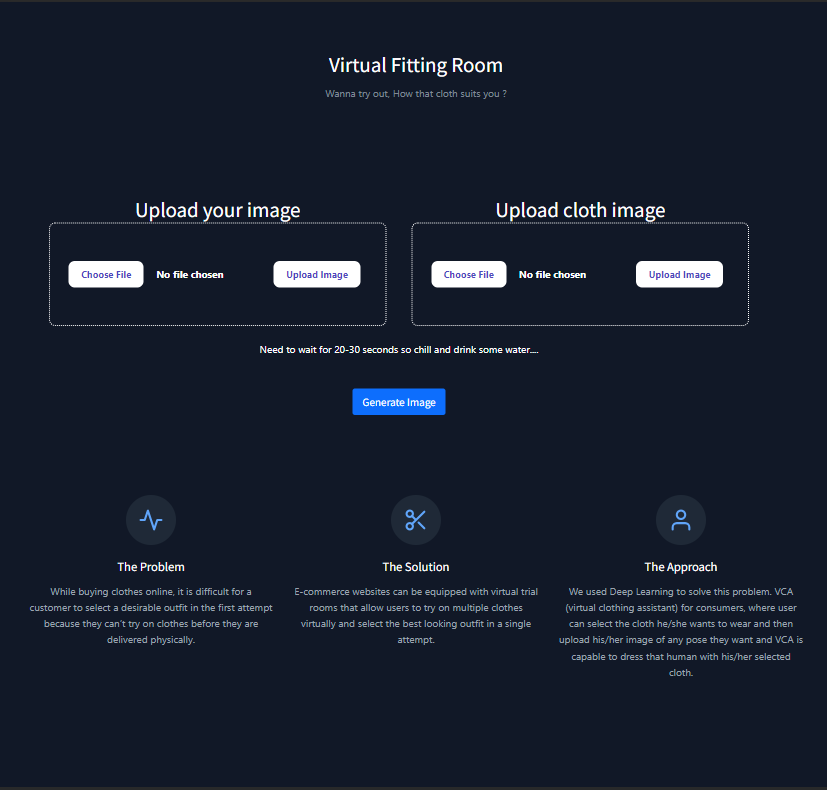 Virtual Fitting Room
Wanna try out, How that cloth suits you ?
Upload your image
Choose File No file chosen Upload Image
Upload cloth image
Choose File No file chosen Upload Image
Need to wait for 20-30 seconds so chill and drink some water....
Generate Image
The Problem
While buying clothes online, it is difficult for a
customer to select a desirable outfit in the first attempt
because they can't try on clothes before they are
delivered physically.
The Solution
E-commerce websites can be equipped with virtual trial
rooms that allow users to try on multiple clothes
virtually and select the best looking outfit in a single
attempt.
The Approach
We used Deep Learning to solve this problem. VCA
(virtual clothing assistant) for consumers, where user
can select the cloth he/she wants to wear and then
upload his/her image of any pose they want and VCA is
capable to dress that human with his/her selected
cloth.